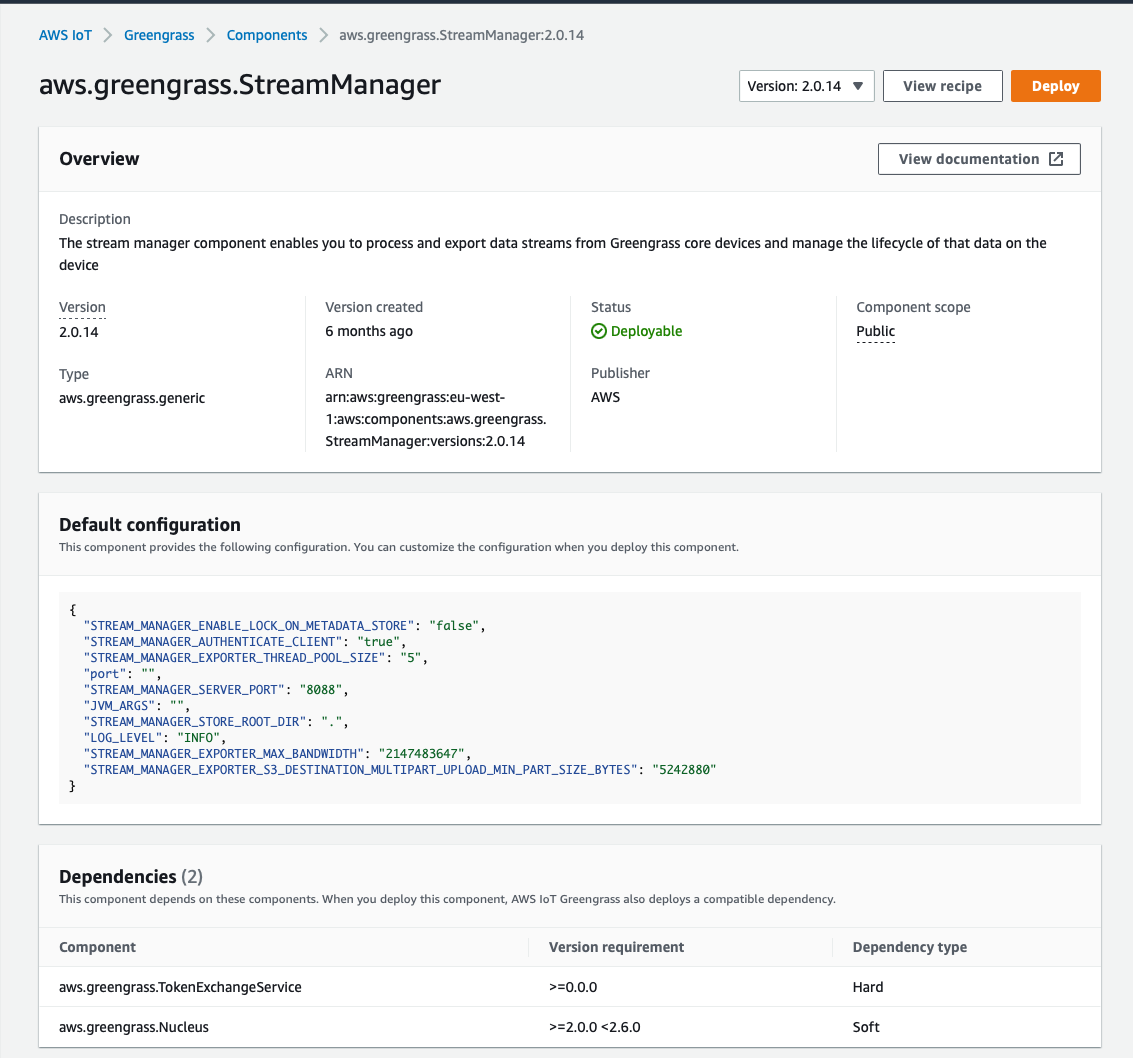 AWS IoT > Greengrass > Components > aws.greengrass.StreamManager:2.0.14
aws.greengrass.StreamManager
Version: 2.0.14 ▼ View recipe Deploy
Overview
View documentation
Description
The stream manager component enables you to process and export data streams from Greengrass core devices and manage the lifecycle of that data on the
device
Version
2.0.14
Type
aws.greengrass.generic
Version created
6 months ago
ARN
arn:aws:greengrass:eu-west-
1:aws:components:aws.greengrass.
StreamManager:versions:2.0.14
Status
Deployable
Publisher
AWS
Component scope
Public
Default configuration
This component provides the following configuration. You can customize the configuration when you deploy this component.
{
  "STREAM_MANAGER_ENABLE_LOCK_ON_METADATA_STORE": "false",
  "STREAM_MANAGER_AUTHENTICATE_CLIENT": "true",
  "STREAM_MANAGER_EXPORTER_THREAD_POOL_SIZE": "5",
  "port": "",
  "STREAM_MANAGER_SERVER_PORT": "8088",
  "JVM_ARGS": "",
  "STREAM_MANAGER_STORE_ROOT_DIR": ".",
  "LOG_LEVEL": "INFO",
  "STREAM_MANAGER_EXPORTER_MAX_BANDWIDTH": "2147483647",
  "STREAM_MANAGER_EXPORTER_S3_DESTINATION_MULTIPART_UPLOAD_MIN_PART_SIZE_BYTES": "5242880"
}
Dependencies (2)
This component depends on these components. When you deploy this component, AWS IoT Greengrass also deploys a compatible dependency.
Component Version requirement Dependency type
aws.greengrass.TokenExchangeService >=0.0.0 Hard
aws.greengrass.Nucleus >=2.0.0 <2.6.0 Soft